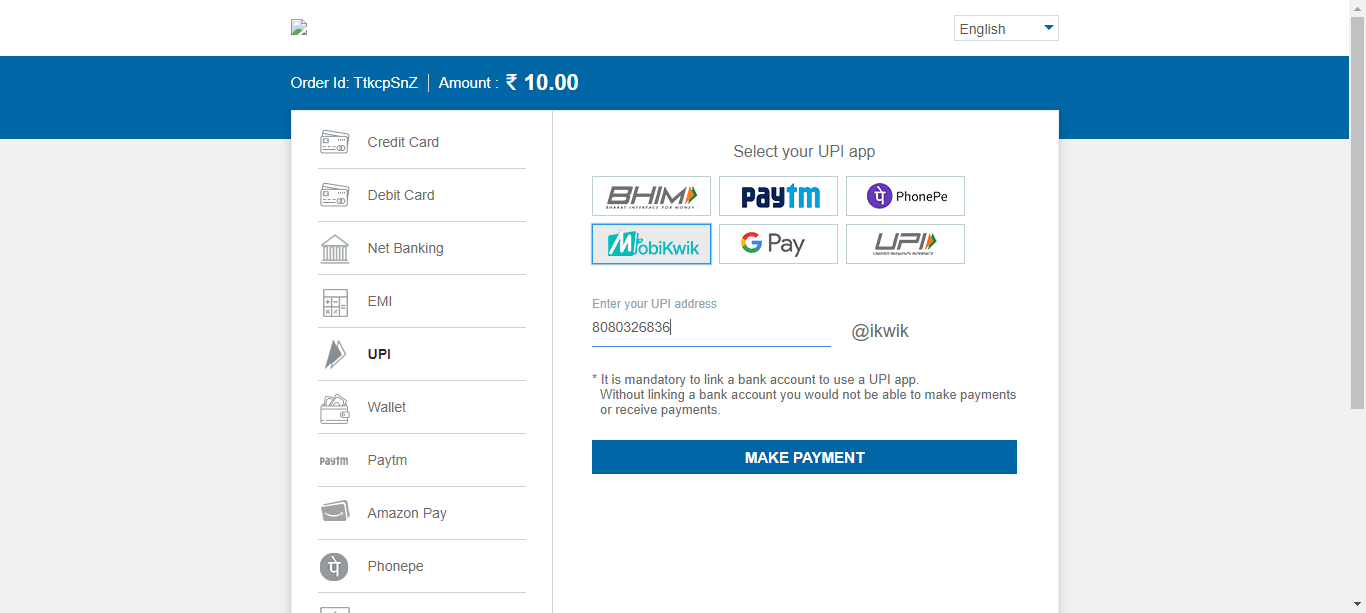 English
Order Id: TtkcpSnZ | Amount : ₹ 10.00
Credit Card
Debit Card
Net Banking
EMI
UPI
Wallet
paytm Paytm
Amazon Pay
पे Phonepe
Select your UPI app
BHIM
BHARAT INTERFACE FOR MONEY
paytm
पे PhonePe
MobiKwik
G Pay
UPI
UNIFIED PAYMENTS INTERFACE
Enter your UPI address
8080326836
@ikwik
* It is mandatory to link a bank account to use a UPI app.
Without linking a bank account you would not be able to make payments
or receive payments.
MAKE PAYMENT